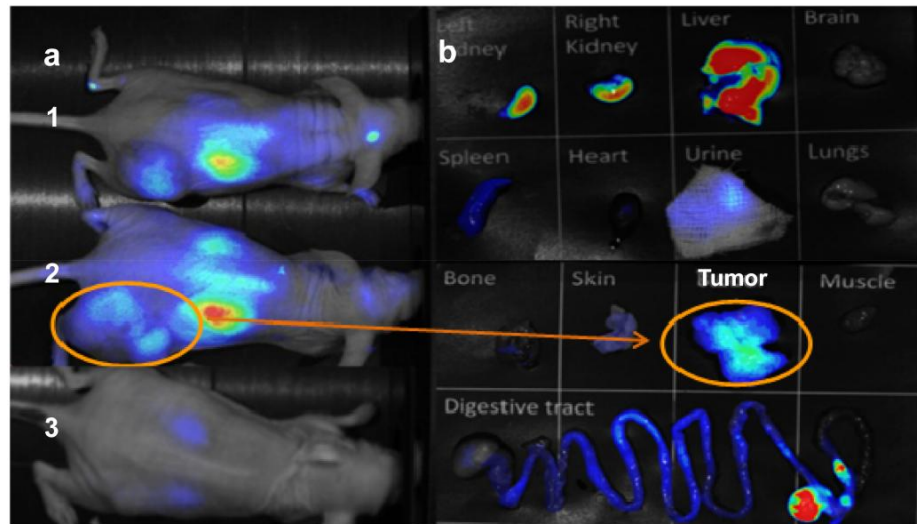 a
1
2
3
b
Left
Kidney
Right
Kidney
Liver
Brain
Spleen
Heart
Urine
Lungs
Bone
Skin
Tumor
Muscle
Digestive tract